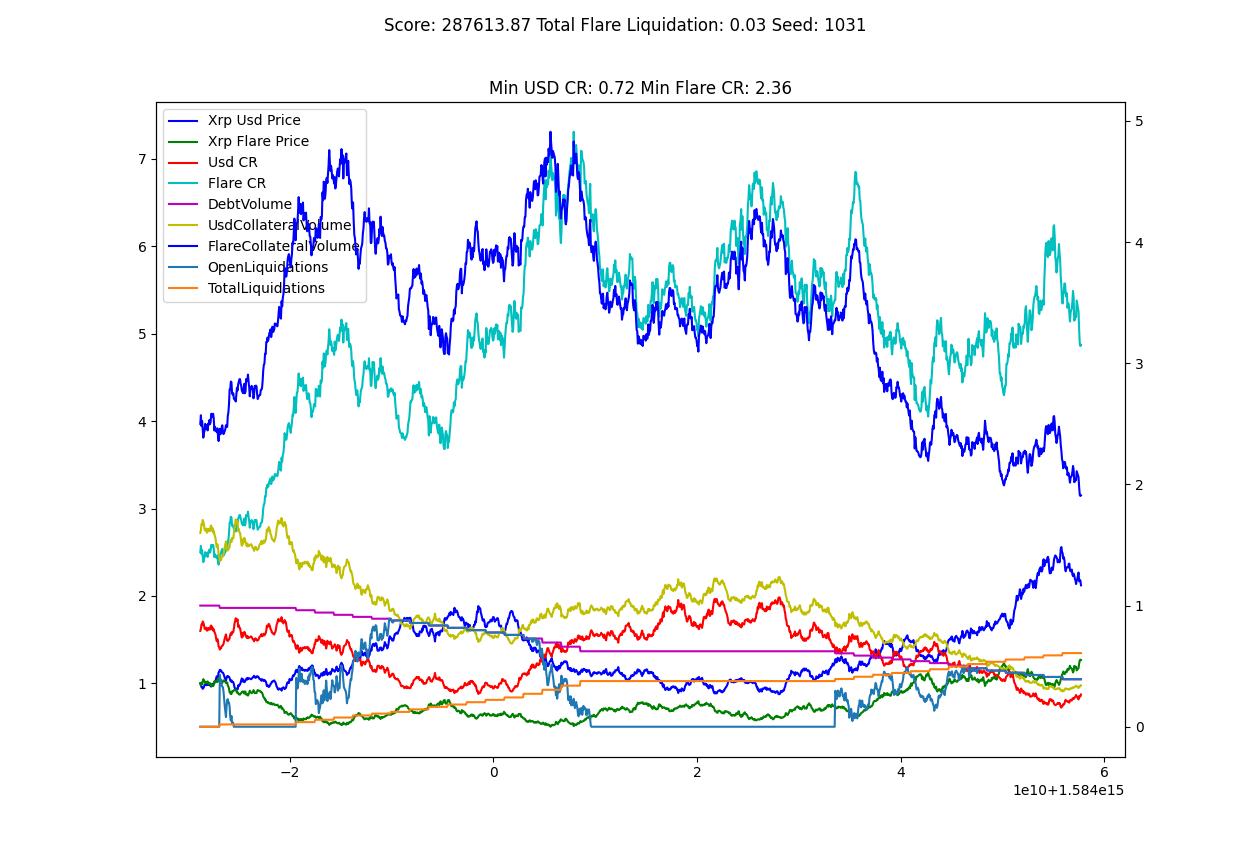 Score: 287613.87 Total Flare Liquidation: 0.03 Seed: 1031
Min USD CR: 0.72 Min Flare CR: 2.36
Xrp Usd Price
Xrp Flare Price
Usd CR
Flare CR
DebtVolume
UsdCollateralVolume
FlareCollateralVolume
OpenLiquidations
TotalLiquidations
7
6
5
4
3
2
1
5
4
3
2
1
0
−2
0
2
4
6
1e10+1.584e15